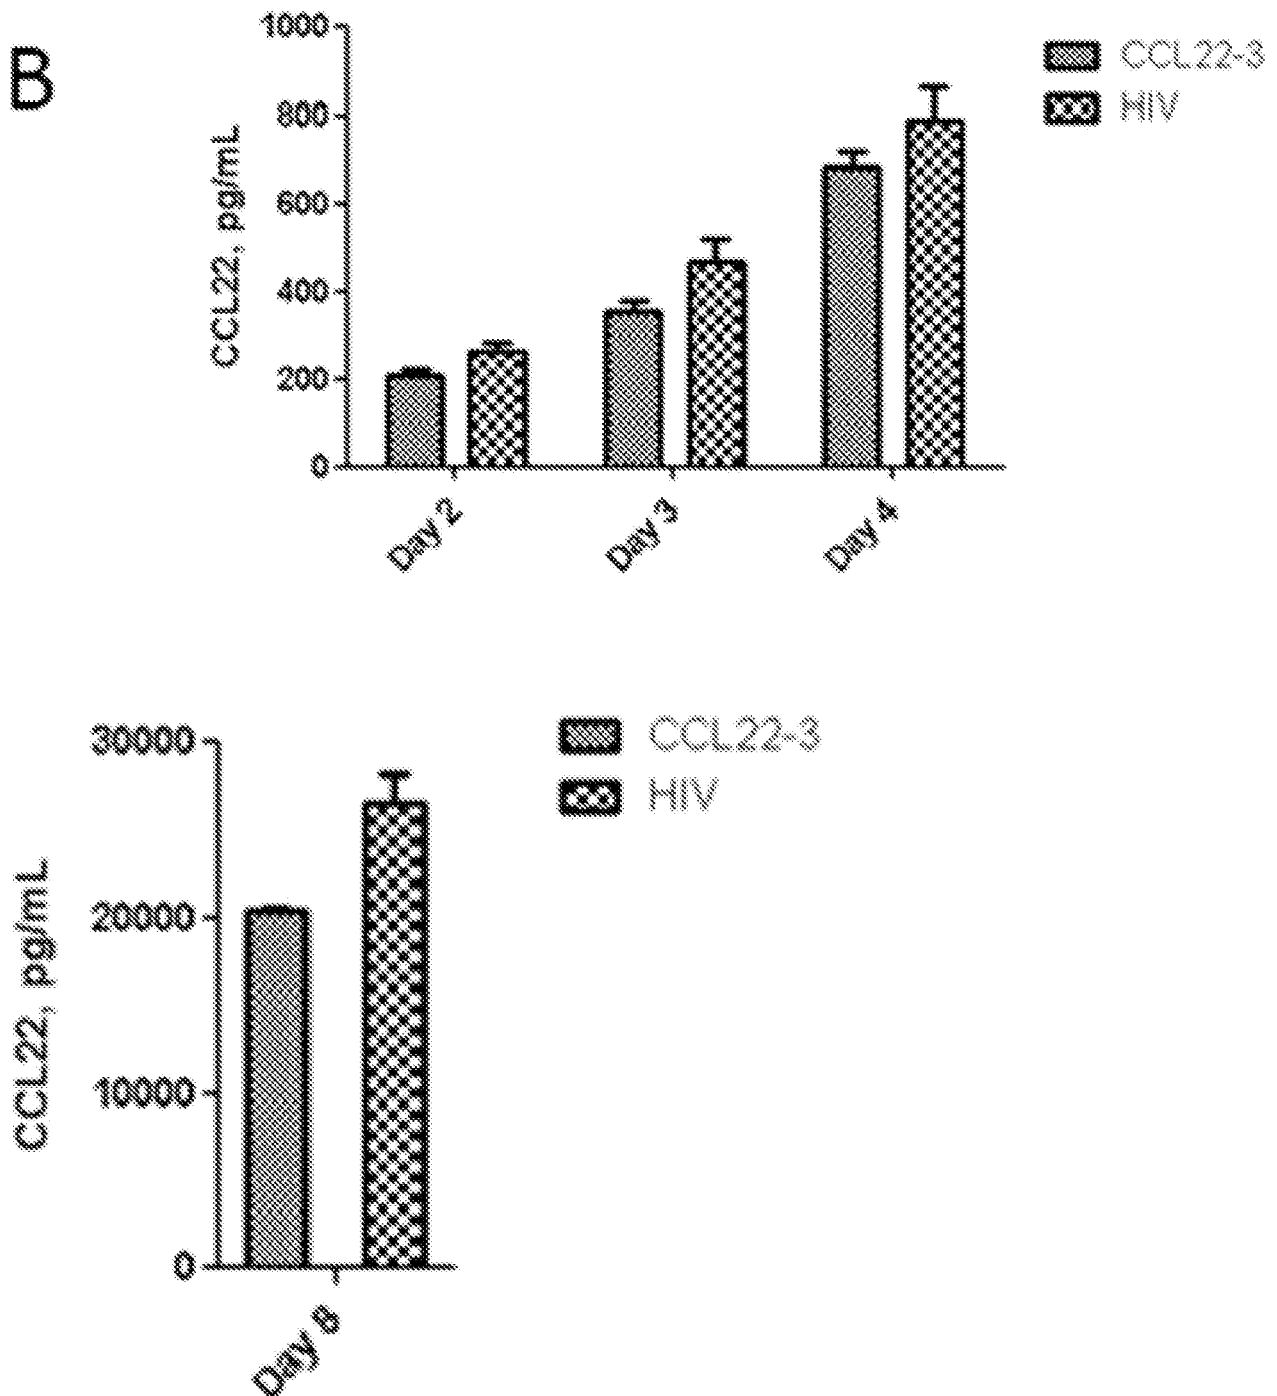 B
1000
800
600
400
200
0
CCL22, pg/mL
Day 2
Day 3
Day 4
CCL22-3
HIV
30000
20000
10000
0
CCL22, pg/mL
Day 8
CCL22-3
HIV